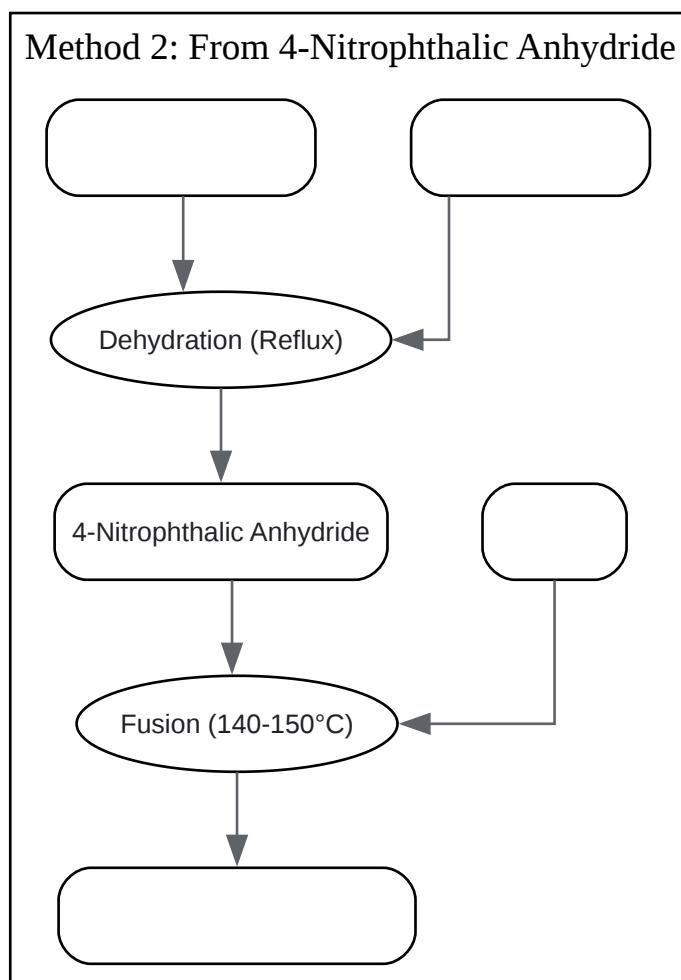 Method 2: From 4-Nitrophthalic Anhydride
Dehydration (Reflux)
4-Nitrophthalic Anhydride
Fusion (140-150°C)